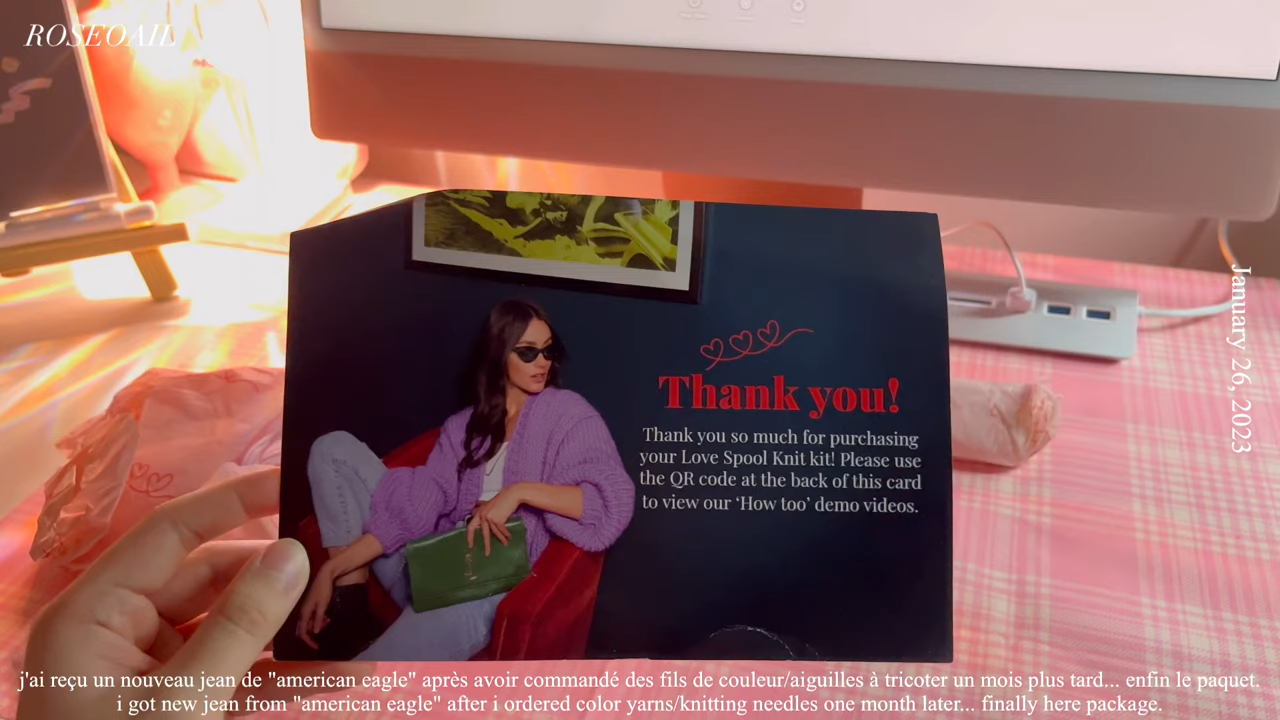 ROSEOAIL
Thank you!
Thank you so much for purchasing
your Love Spool Knit kit! Please use
the QR code at the back of this card
to view our ‘How too’ demo videos.
January 26, 2023
j'ai reçu un nouveau jean de "american eagle" après avoir commandé des fils de couleur/aiguilles à tricoter un mois plus tard... enfin le paquet.
i got new jean from "american eagle" after i ordered color yarns/knitting needles one month later... finally here package.